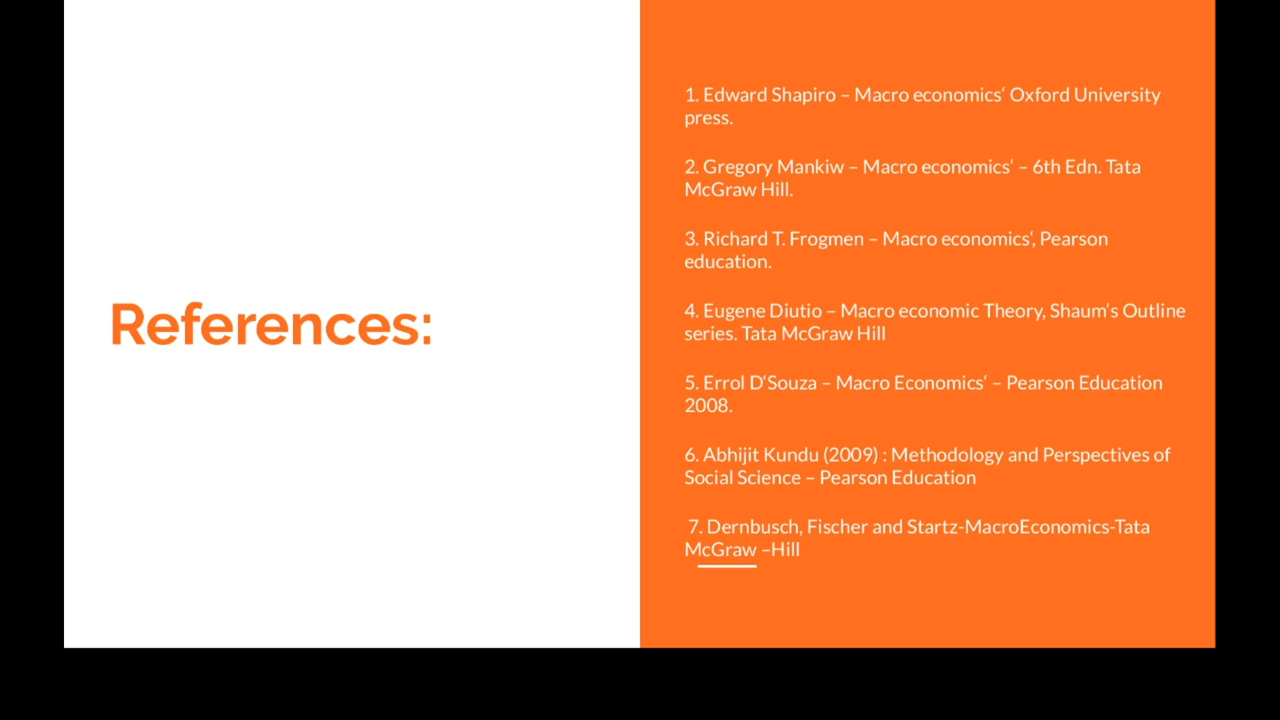 References:
1. Edward Shapiro – Macro economics‘ Oxford University
press.
2. Gregory Mankiw – Macro economics‘ – 6th Edn. Tata
McGraw Hill.
3. Richard T. Frogmen – Macro economics‘, Pearson
education.
4. Eugene Diutio – Macro economic Theory, Shaum‘s Outline
series. Tata McGraw Hill
5. Errol D‘Souza – Macro Economics‘ – Pearson Education
2008.
6. Abhijit Kundu (2009) : Methodology and Perspectives of
Social Science – Pearson Education
7. Dernbusch, Fischer and Startz-MacroEconomics-Tata
McGraw –Hill